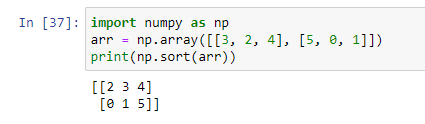 In [37]: import numpy as np
arr = np.array([[3, 2, 4], [5, 0, 1]])
print(np.sort(arr))
[[2 3 4]
 [0 1 5]]